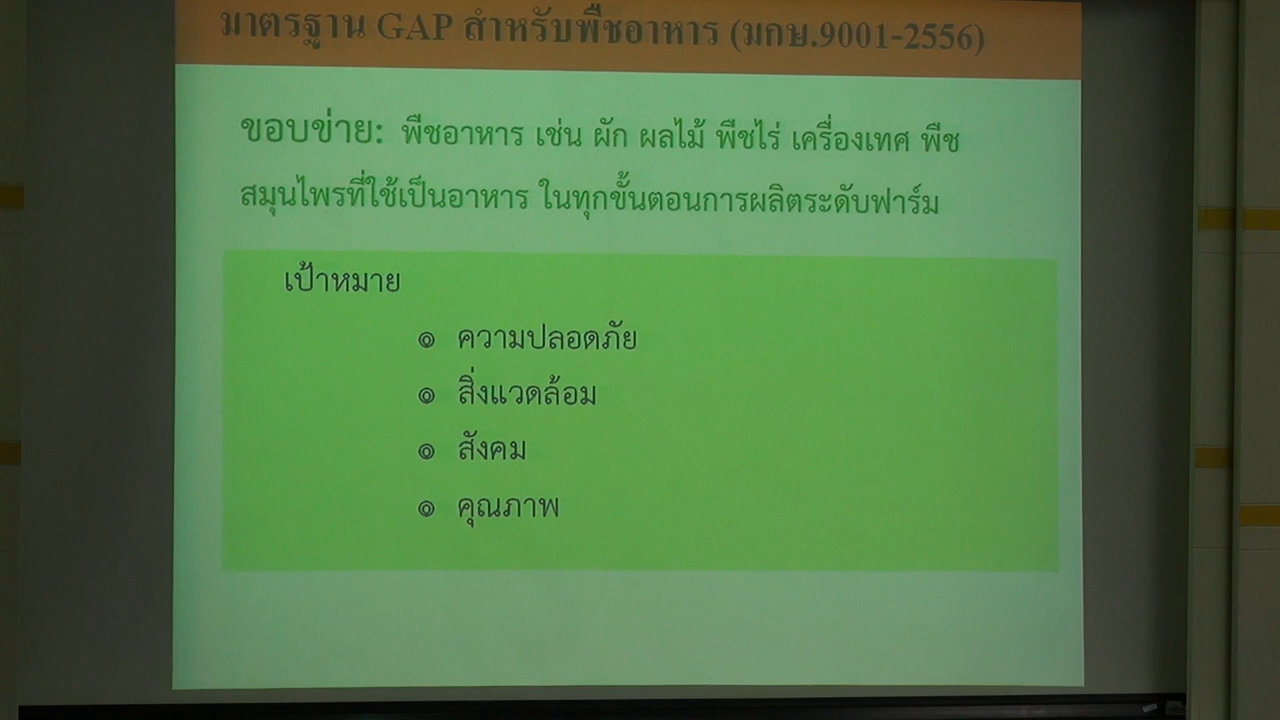 มาตรฐาน GAP สำหรับพืชอาหาร (มกษ.9001-2556)
ขอบข่าย: พืชอาหาร เช่น ผัก ผลไม้ พืชไร่ เครื่องเทศ พืช
สมุนไพรที่ใช้เป็นอาหาร ในทุกขั้นตอนการผลิตระดับฟาร์ม
เป้าหมาย
๏ ความปลอดภัย
๏ สิ่งแวดล้อม
๏ สังคม
๏ คุณภาพ